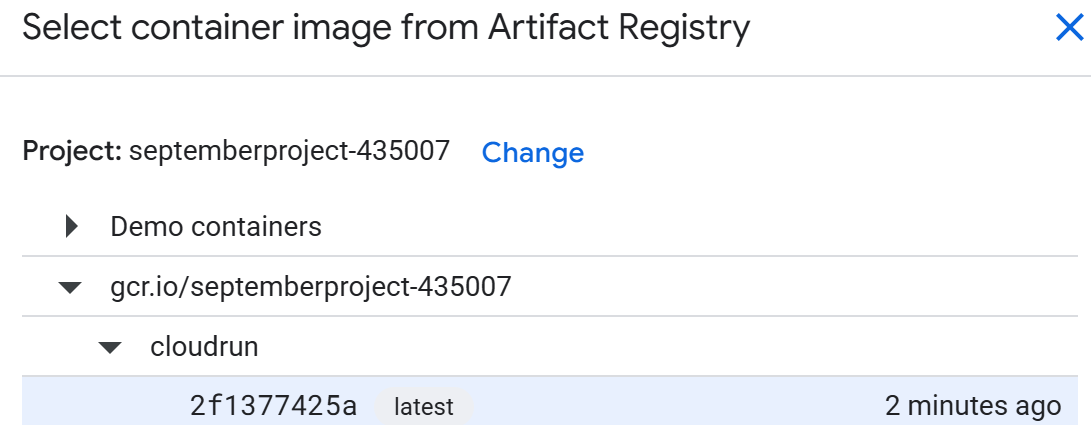 Select container image from Artifact Registry
Project: septemberproject-435007 Change
Demo containers
gcr.io/septemberproject-435007
cloudrun
2f1377425a latest 2 minutes ago